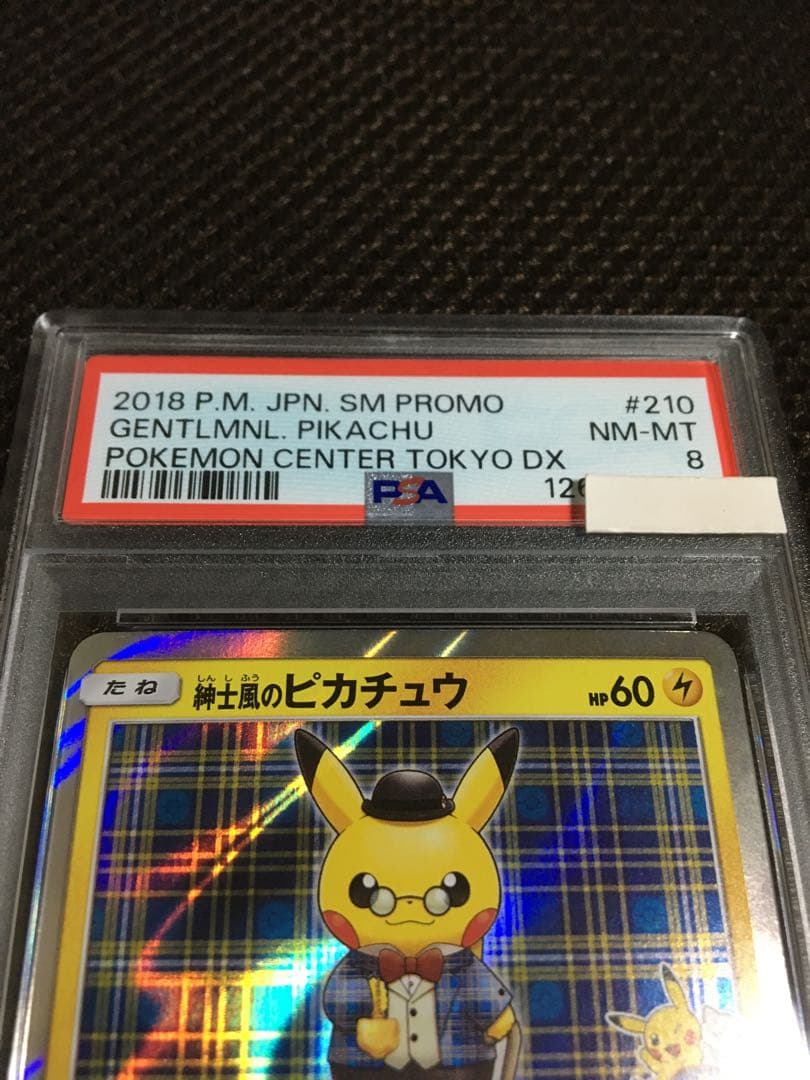 2018 P.M. JPN. SM PROMO #210
GENTLMNL. PIKACHU NM-MT
POKEMON CENTER TOKYO DX 8
PSA
たね
しんしふう
紳士風のピカチュウ
HP60